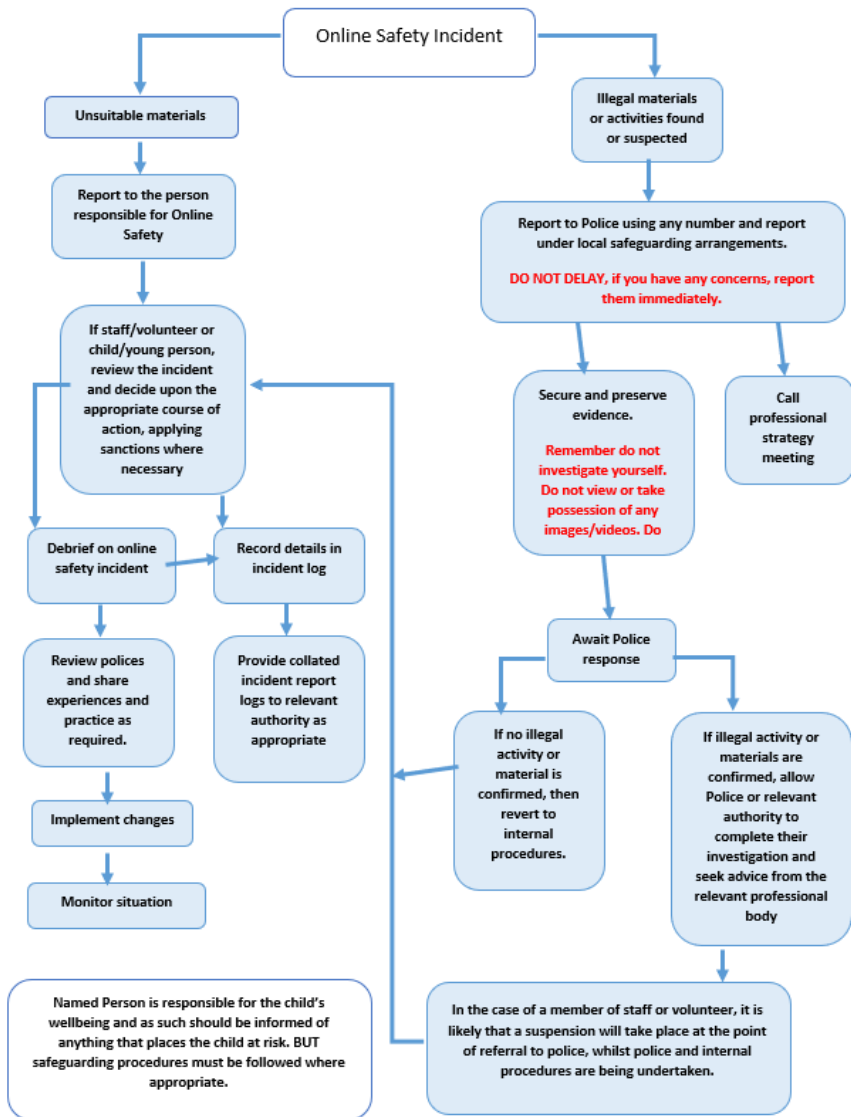 Online Safety Incident
Unsuitable materials
Illegal materials
or activities found
or suspected
Report to the person
responsible for Online
Safety
Report to Police using any number and report
under local safeguarding arrangements.
DO NOT DELAY, if you have any concerns, report
them immediately.
If staff/volunteer or
child/young person,
review the incident
and decide upon the
appropriate course of
action, applying
sanctions where
necessary
Secure and preserve
evidence.
Remember do not
investigate yourself.
Do not view or take
possession of any
images/videos. Do
Call
professional
strategy
meeting
Debrief on online
safety incident
Record details in
incident log
Review polices
and share
experiences and
practice as
required.
Provide collated
incident report
logs to relevant
authority as
appropriate
Await Police
response
If no illegal
activity or
material is
confirmed, then
revert to
internal
procedures.
If illegal activity or
materials are
confirmed, allow
Police or relevant
authority to
complete their
investigation and
seek advice from the
relevant professional
body
Implement changes
Monitor situation
Named Person is responsible for the child's
wellbeing and as such should be informed of
anything that places the child at risk. BUT
safeguarding procedures must be followed where
appropriate.
In the case of a member of staff or volunteer, it is
likely that a suspension will take place at the point
of referral to police, whilst police and internal
procedures are being undertaken.